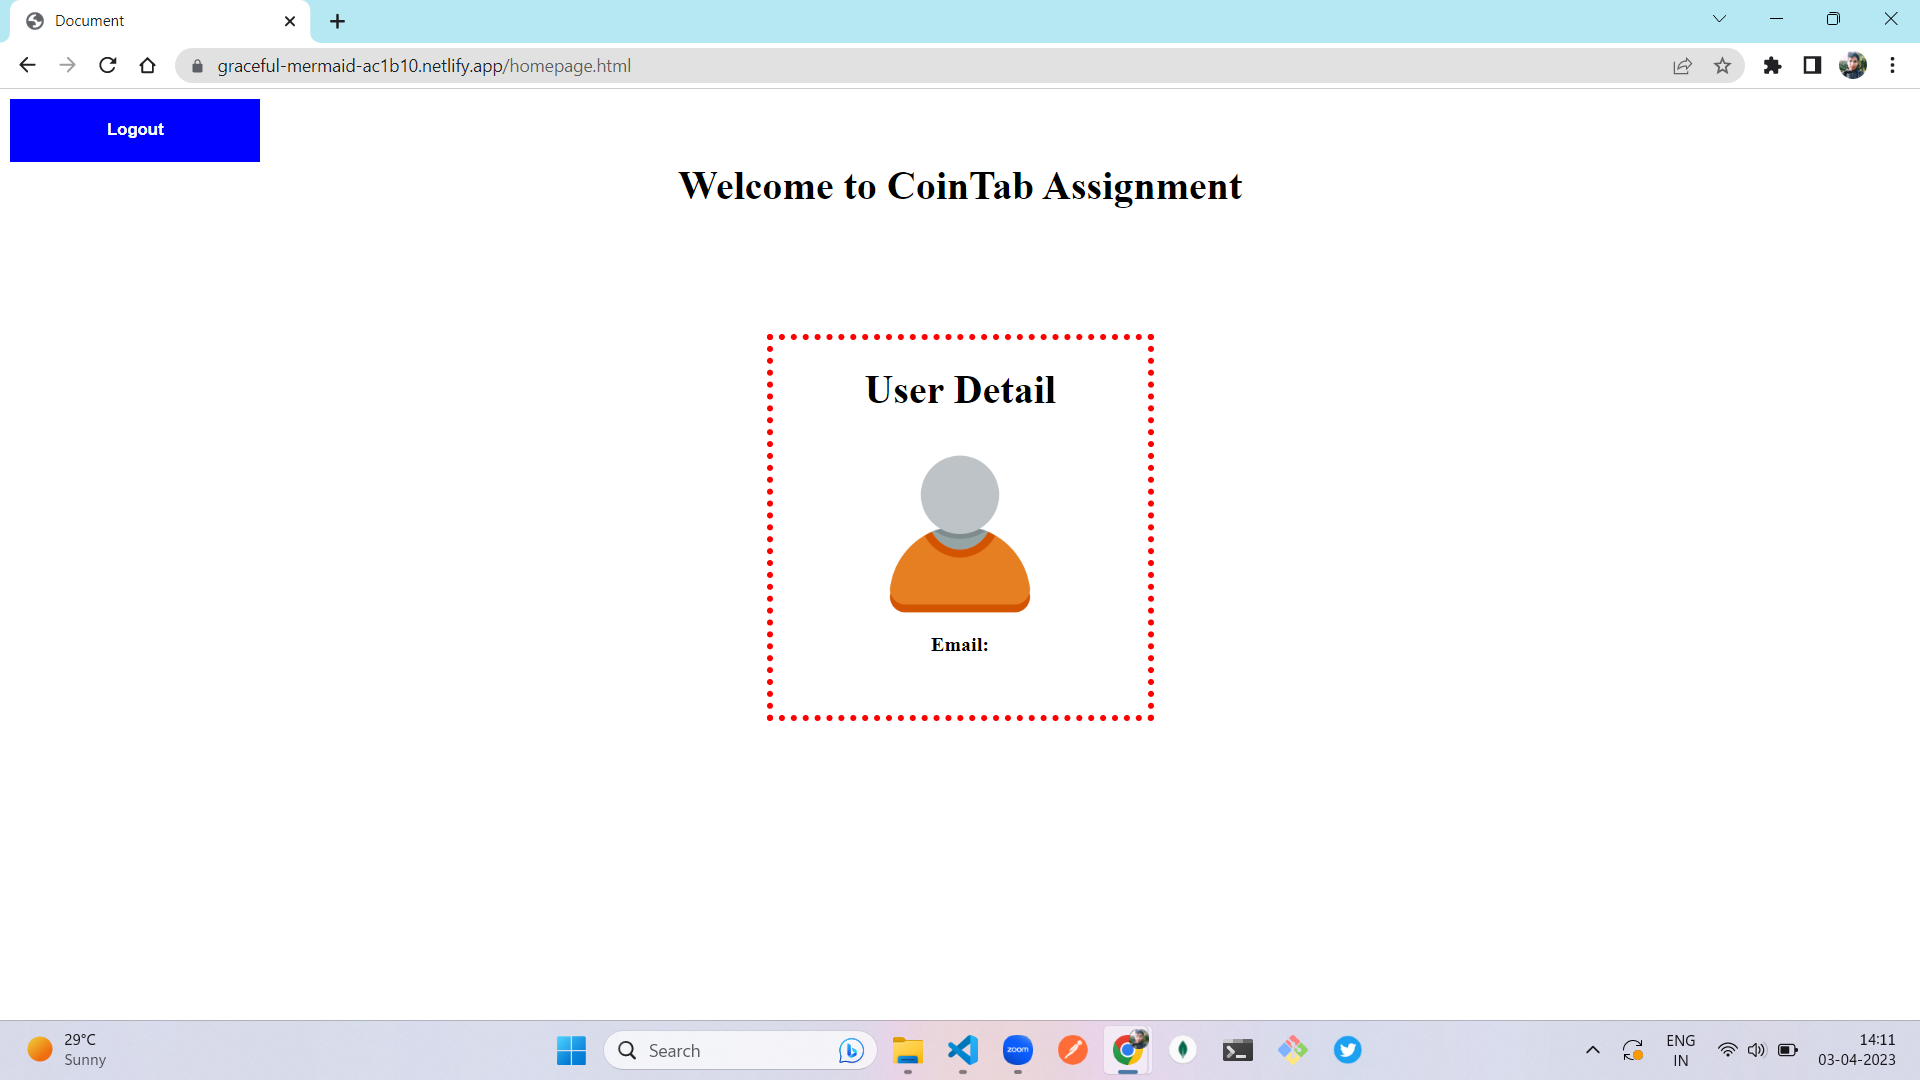 Document
graceful-mermaid-ac1b10.netlify.app/homepage.html
Logout
Welcome to CoinTab Assignment
User Detail
Email:
29°C
Sunny
Search
zoom
ENG
IN
14:11
03-04-2023